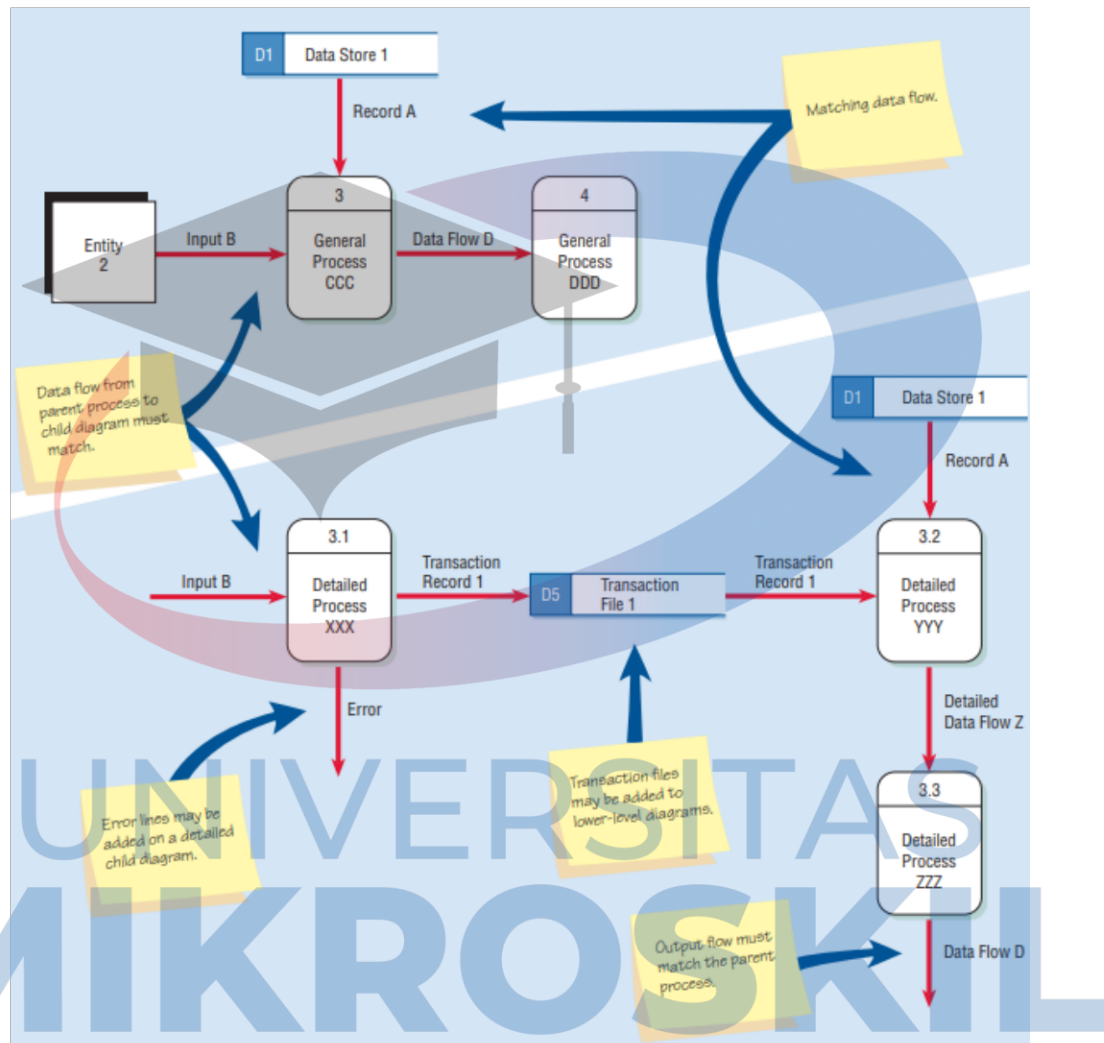 D1 Data Store 1
Record A
Matching data flow.
Entity
2
Input B
3
General
Process
CCC
Data Flow D
4
General
Process
DDD
Data flow from
parent process to
child diagram must
match.
D1 Data Store 1
Record A
Input B
3.1
Detailed
Process
XXX
Transaction
Record 1
D5 Transaction
File 1
Transaction
Record 1
3.2
Detailed
Process
YYY
Error
Detailed
Data Flow Z
Error lines may be
added on a detailed
child diagram.
Transaction files
may be added to
lower-level diagrams.
3.3
Detailed
Process
ZZZ
Output flow must
match the parent
process.
Data Flow D
UNIVERSITAS
MIKROSKIL